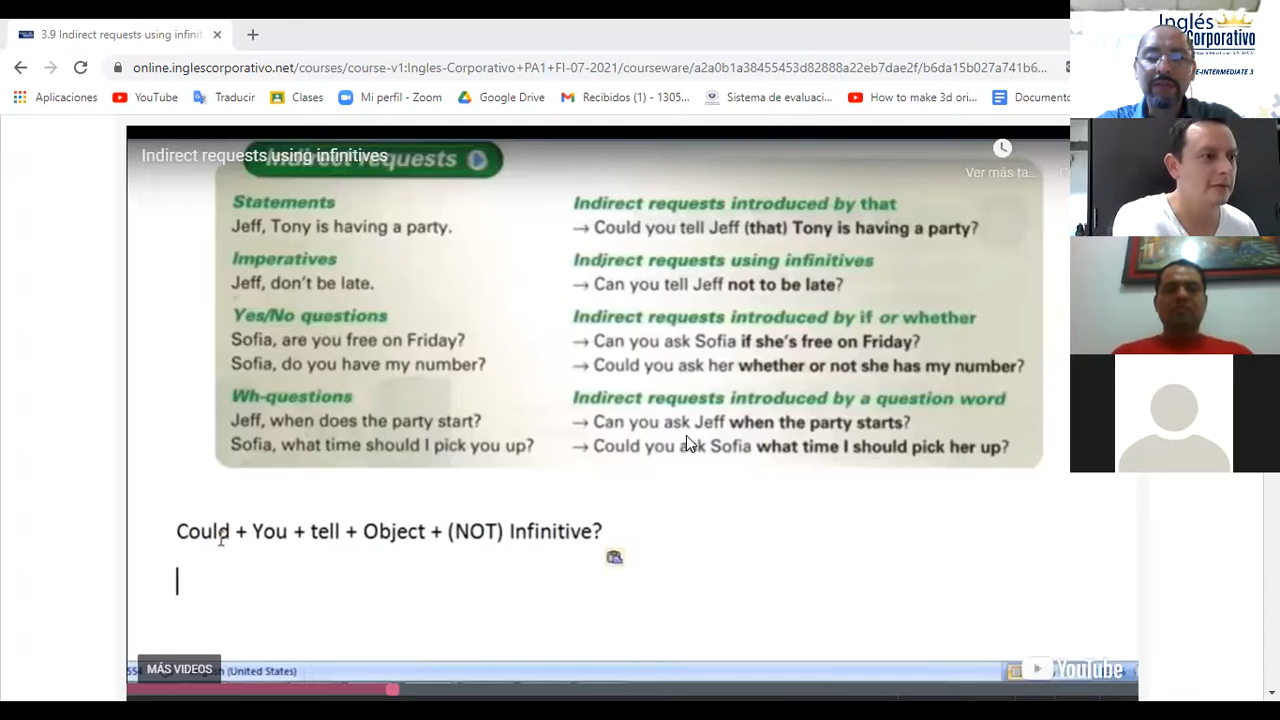 3.9 Indirect requests using infinit
online.inglescorporativo.net/courses/course-v1:Ingles-Corporativo
Aplicaciones YouTube Traducir Clases Mi perfil - Zoom Google Drive Recibidos (1) - 1305... Sistema de evaluaci... How to make 3d ori... Documento
Inglés
Corporativo
E-INTERMEDIATE 3
Indirect requests using infinitives
Indirect requests
Ver más ta...
Statements
Jeff, Tony is having a party.
Indirect requests introduced by that
→ Could you tell Jeff (that) Tony is having a party?
Imperatives
Jeff, don't be late.
Indirect requests using infinitives
→ Can you tell Jeff not to be late?
Yes/No questions
Sofia, are you free on Friday?
Sofia, do you have my number?
Indirect requests introduced by if or whether
→ Can you ask Sofia if she's free on Friday?
→ Could you ask her whether or not she has my number?
Wh-questions
Jeff, when does the party start?
Sofia, what time should I pick you up?
Indirect requests introduced by a question word
→ Can you ask Jeff when the party starts?
→ Could you ask Sofia what time I should pick her up?
Could + You + tell + Object + (NOT) Infinitive?
MÁS VIDEOS
(United States)
YouTube